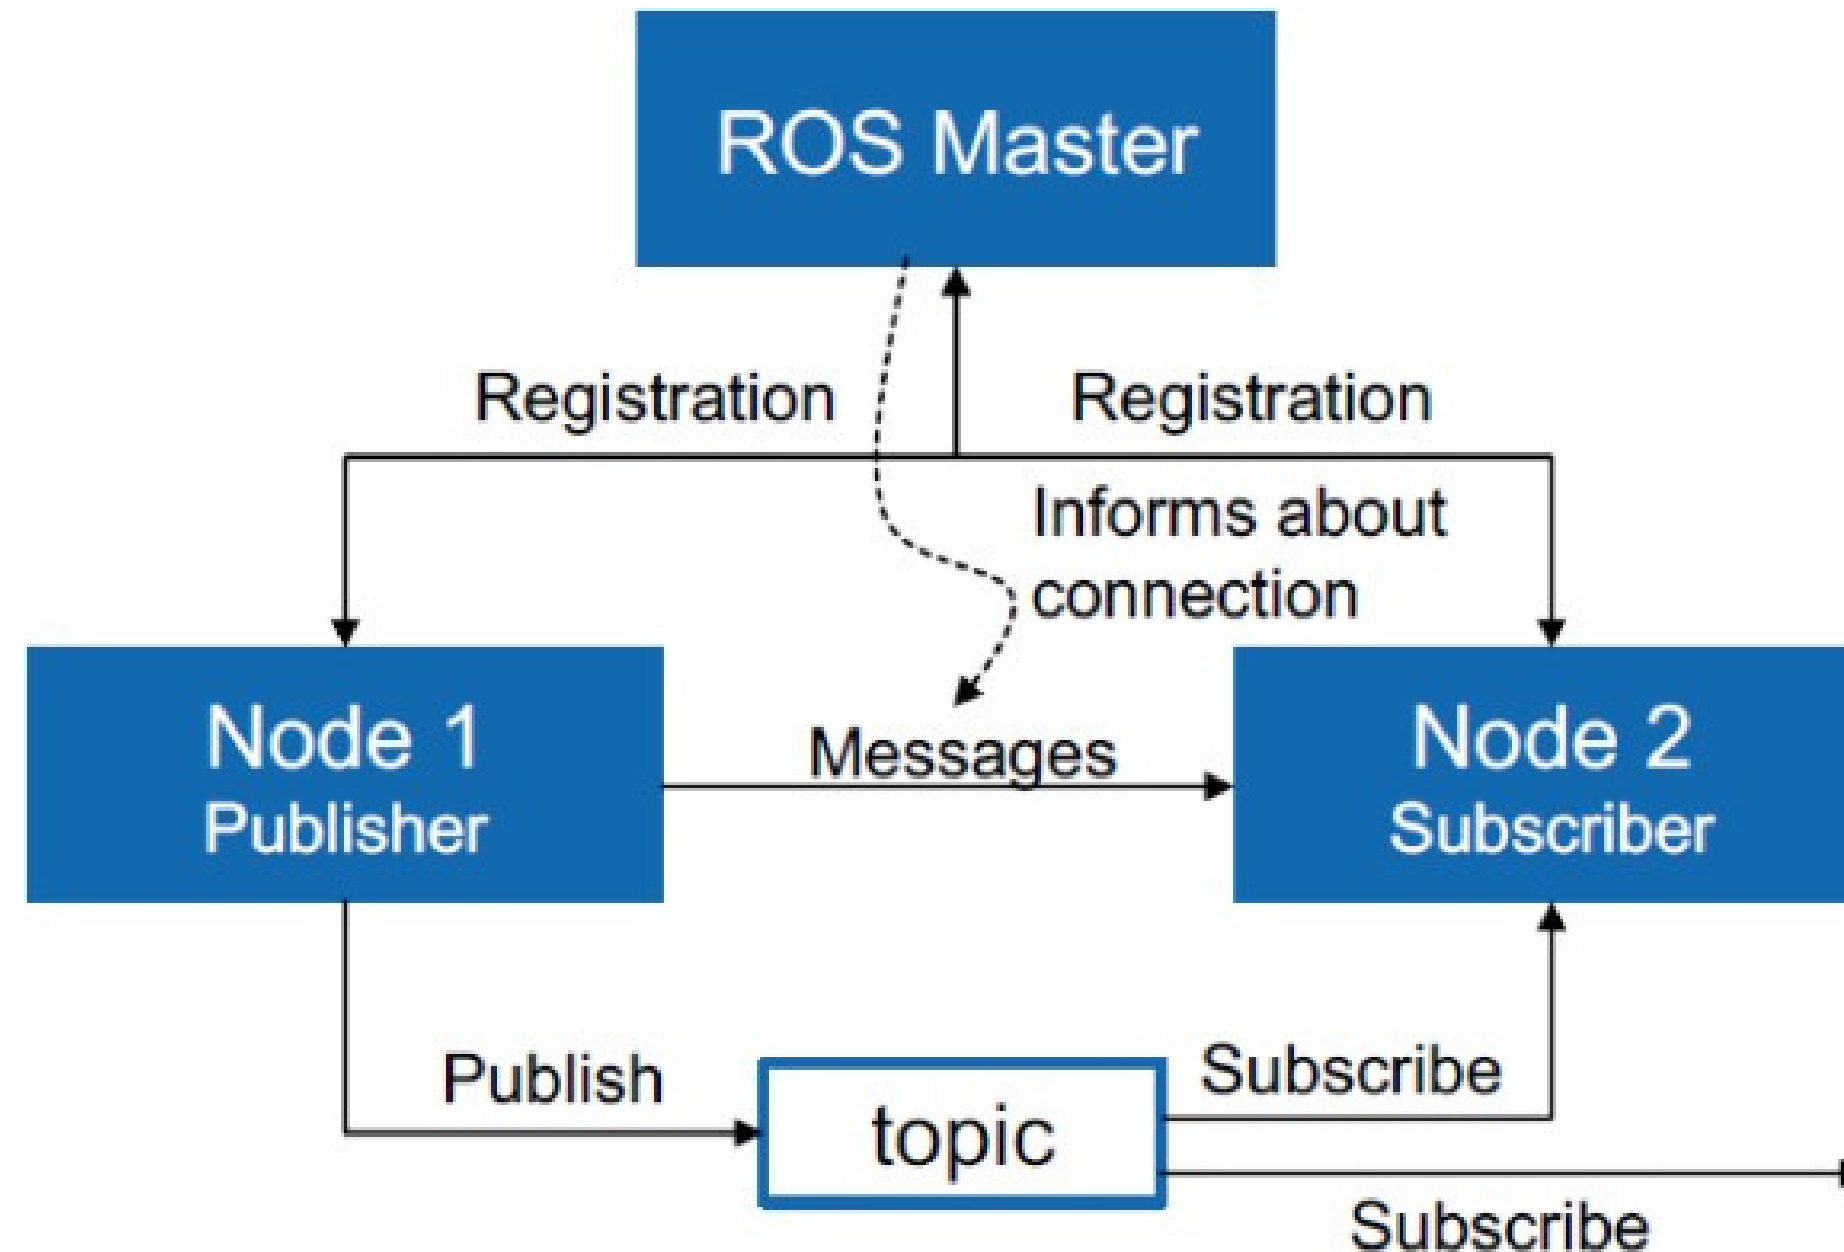 ROS Master
Registration
Registration
Informs about
connection
Node 1
Publisher
Messages
Node 2
Subscriber
Publish
topic
Subscribe
Subscribe